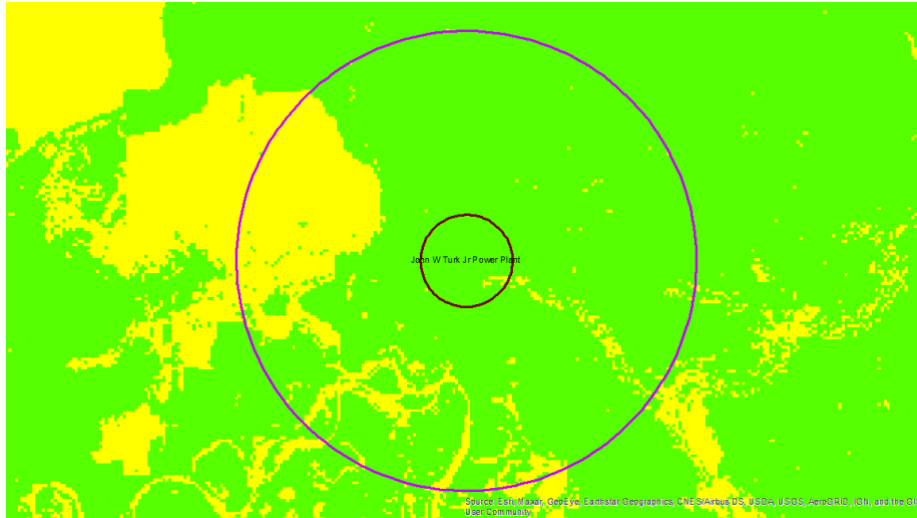 John W Turk Jr Power Plant
Source: Esri, Maxar, GeoEye, Earthstar Geographics, CNES/Airbus DS, USDA, USGS, AeroGRID, IGN, and the GI
User Community